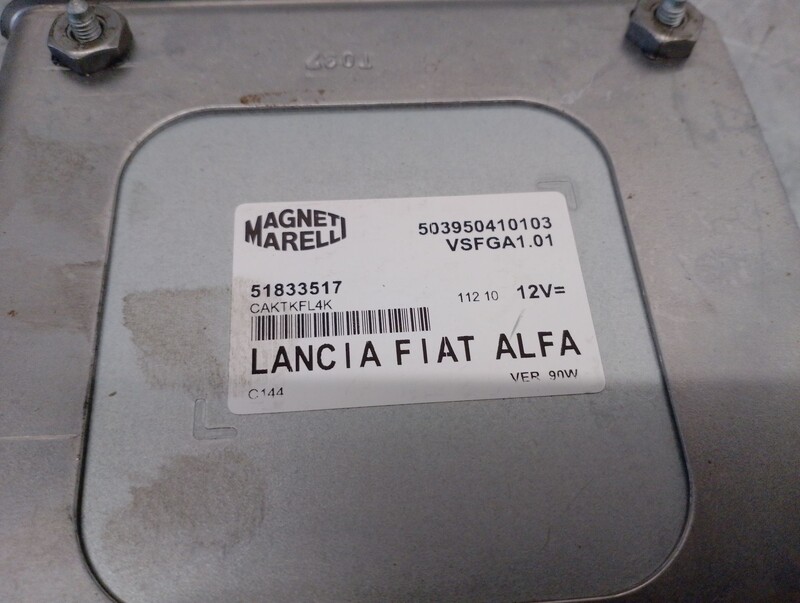 MAGNETI
MARELLI
503950410103
VSFGA1.01
51833517
CAKTKFL4K
112 10 12V=
LANCIA FIAT ALFA
C144
VER 90W